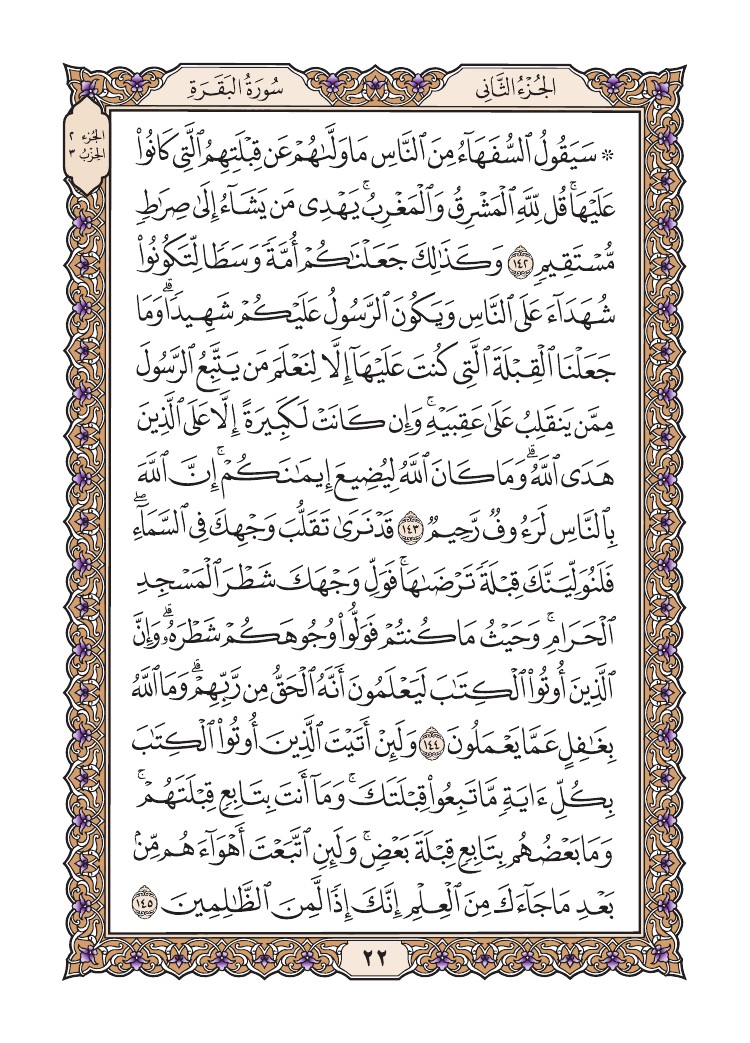 الجُزْءُ الثَّانِي
سُورَةُ البَقَرَةِ
الجُزء ٢
الحِزْبُ ٣
۞ سَيَقُولُ ٱلسُّفَهَآءُ مِنَ ٱلنَّاسِ مَا وَلَّىٰهُمْ عَن قِبْلَتِهِمُ ٱلَّتِى كَانُوا۟
عَلَيْهَا ۚ قُل لِّلَّهِ ٱلْمَشْرِقُ وَٱلْمَغْرِبُ ۚ يَهْدِى مَن يَشَآءُ إِلَىٰ صِرَٰطٍ
مُّسْتَقِيمٍ ١٤٢ وَكَذَٰلِكَ جَعَلْنَٰكُمْ أُمَّةً وَسَطًا لِّتَكُونُوا۟
شُهَدَآءَ عَلَى ٱلنَّاسِ وَيَكُونَ ٱلرَّسُولُ عَلَيْكُمْ شَهِيدًا ۗ وَمَا
جَعَلْنَا ٱلْقِبْلَةَ ٱلَّتِى كُنتَ عَلَيْهَآ إِلَّا لِنَعْلَمَ مَن يَتَّبِعُ ٱلرَّسُولَ
مِمَّن يَنقَلِبُ عَلَىٰ عَقِبَيْهِ ۚ وَإِن كَانَتْ لَكَبِيرَةً إِلَّا عَلَى ٱلَّذِينَ
هَدَى ٱللَّهُ ۗ وَمَا كَانَ ٱللَّهُ لِيُضِيعَ إِيمَٰنَكُمْ ۚ إِنَّ ٱللَّهَ
بِٱلنَّاسِ لَرَءُوفٌ رَّحِيمٌ ١٤٣ قَدْ نَرَىٰ تَقَلُّبَ وَجْهِكَ فِى ٱلسَّمَآءِ ۖ
فَلَنُوَلِّيَنَّكَ قِبْلَةً تَرْضَىٰهَا ۚ فَوَلِّ وَجْهَكَ شَطْرَ ٱلْمَسْجِدِ
ٱلْحَرَامِ ۚ وَحَيْثُ مَا كُنتُمْ فَوَلُّوا۟ وُجُوهَكُمْ شَطْرَهُۥ ۗ وَإِنَّ
ٱلَّذِينَ أُوتُوا۟ ٱلْكِتَٰبَ لَيَعْلَمُونَ أَنَّهُ ٱلْحَقُّ مِن رَّبِّهِمْ ۗ وَمَا ٱللَّهُ
بِغَٰفِلٍ عَمَّا يَعْمَلُونَ ١٤٤ وَلَئِنْ أَتَيْتَ ٱلَّذِينَ أُوتُوا۟ ٱلْكِتَٰبَ
بِكُلِّ ءَايَةٍ مَّا تَبِعُوا۟ قِبْلَتَكَ ۚ وَمَآ أَنتَ بِتَابِعٍ قِبْلَتَهُمْ ۚ
وَمَا بَعْضُهُم بِتَابِعٍ قِبْلَةَ بَعْضٍ ۚ وَلَئِنِ ٱتَّبَعْتَ أَهْوَآءَهُم مِّنۢ
بَعْدِ مَا جَآءَكَ مِنَ ٱلْعِلْمِ إِنَّكَ إِذًا لَّمِنَ ٱلظَّٰلِمِينَ ١٤٥
٢٢